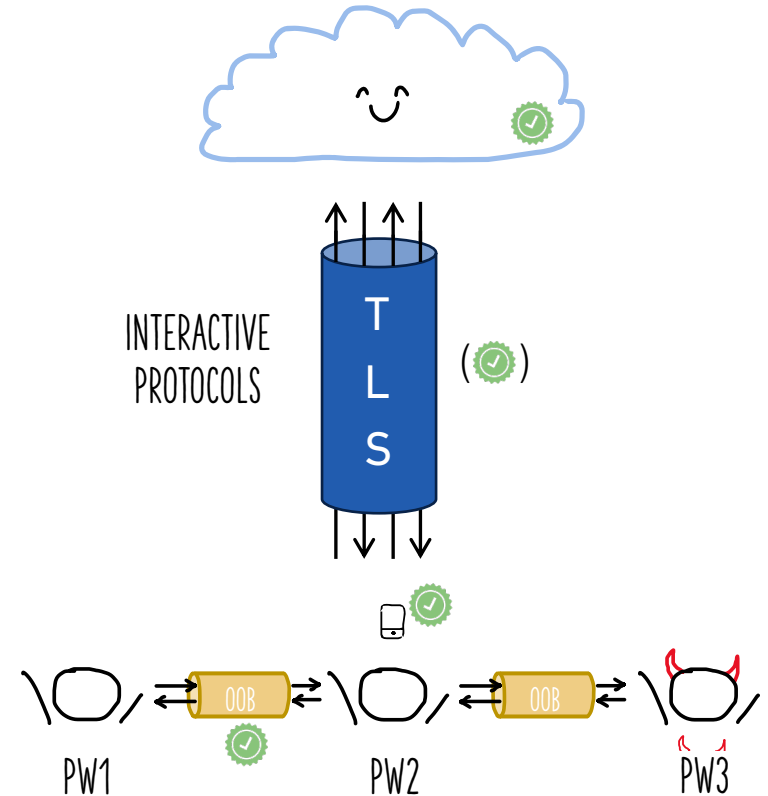 INTERACTIVE
PROTOCOLS
T
L
S
( )
OOB
OOB
PW1
PW2
PW3